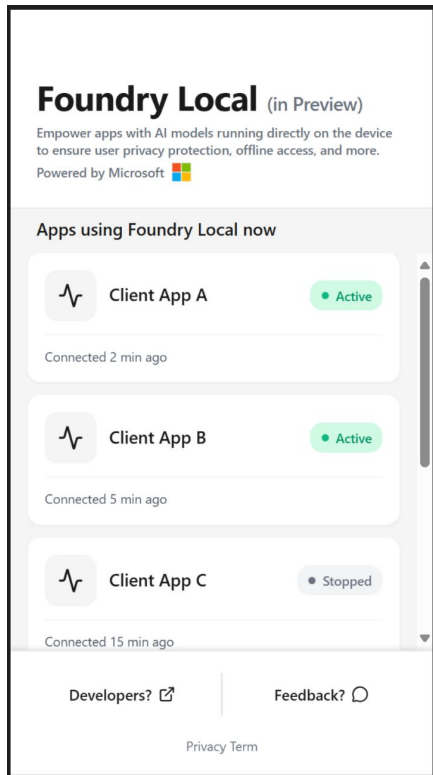 Foundry Local (in Preview)
Empower apps with AI models running directly on the device
to ensure user privacy protection, offline access, and more.
Powered by Microsoft
Apps using Foundry Local now
Client App A
Active
Connected 2 min ago
Client App B
Active
Connected 5 min ago
Client App C
Stopped
Connected 15 min ago
Developers?
Feedback?
Privacy Term